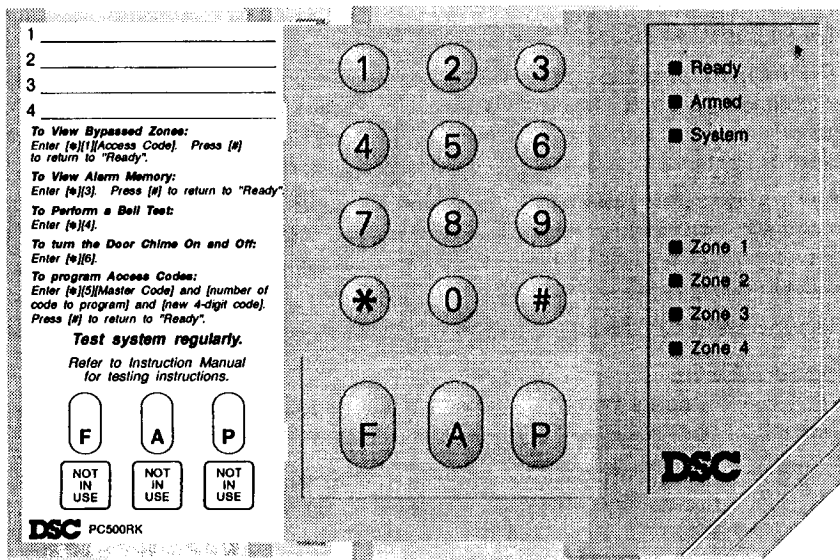 1
2
3
4
To View Bypassed Zones:
Enter [*][1][Access Code]. Press [#]
to return to "Ready".
To View Alarm Memory:
Enter [*][3]. Press [#] to return to "Ready".
To Perform a Bell Test:
Enter [*][4].
To turn the Door Chime On and Off:
Enter [*][6].
To program Access Codes:
Enter [*][5][Master Code] and [number of
code to program] and [new 4-digit code].
Press [#] to return to "Ready".
Test system regularly.
Refer to Instruction Manual
for testing instructions.
F A P
NOT IN USE NOT IN USE NOT IN USE
DSC PC500RK
1 2 3
4 5 6
7 8 9
* 0 #
F A P
Ready
Armed
System
Zone 1
Zone 2
Zone 3
Zone 4
DSC